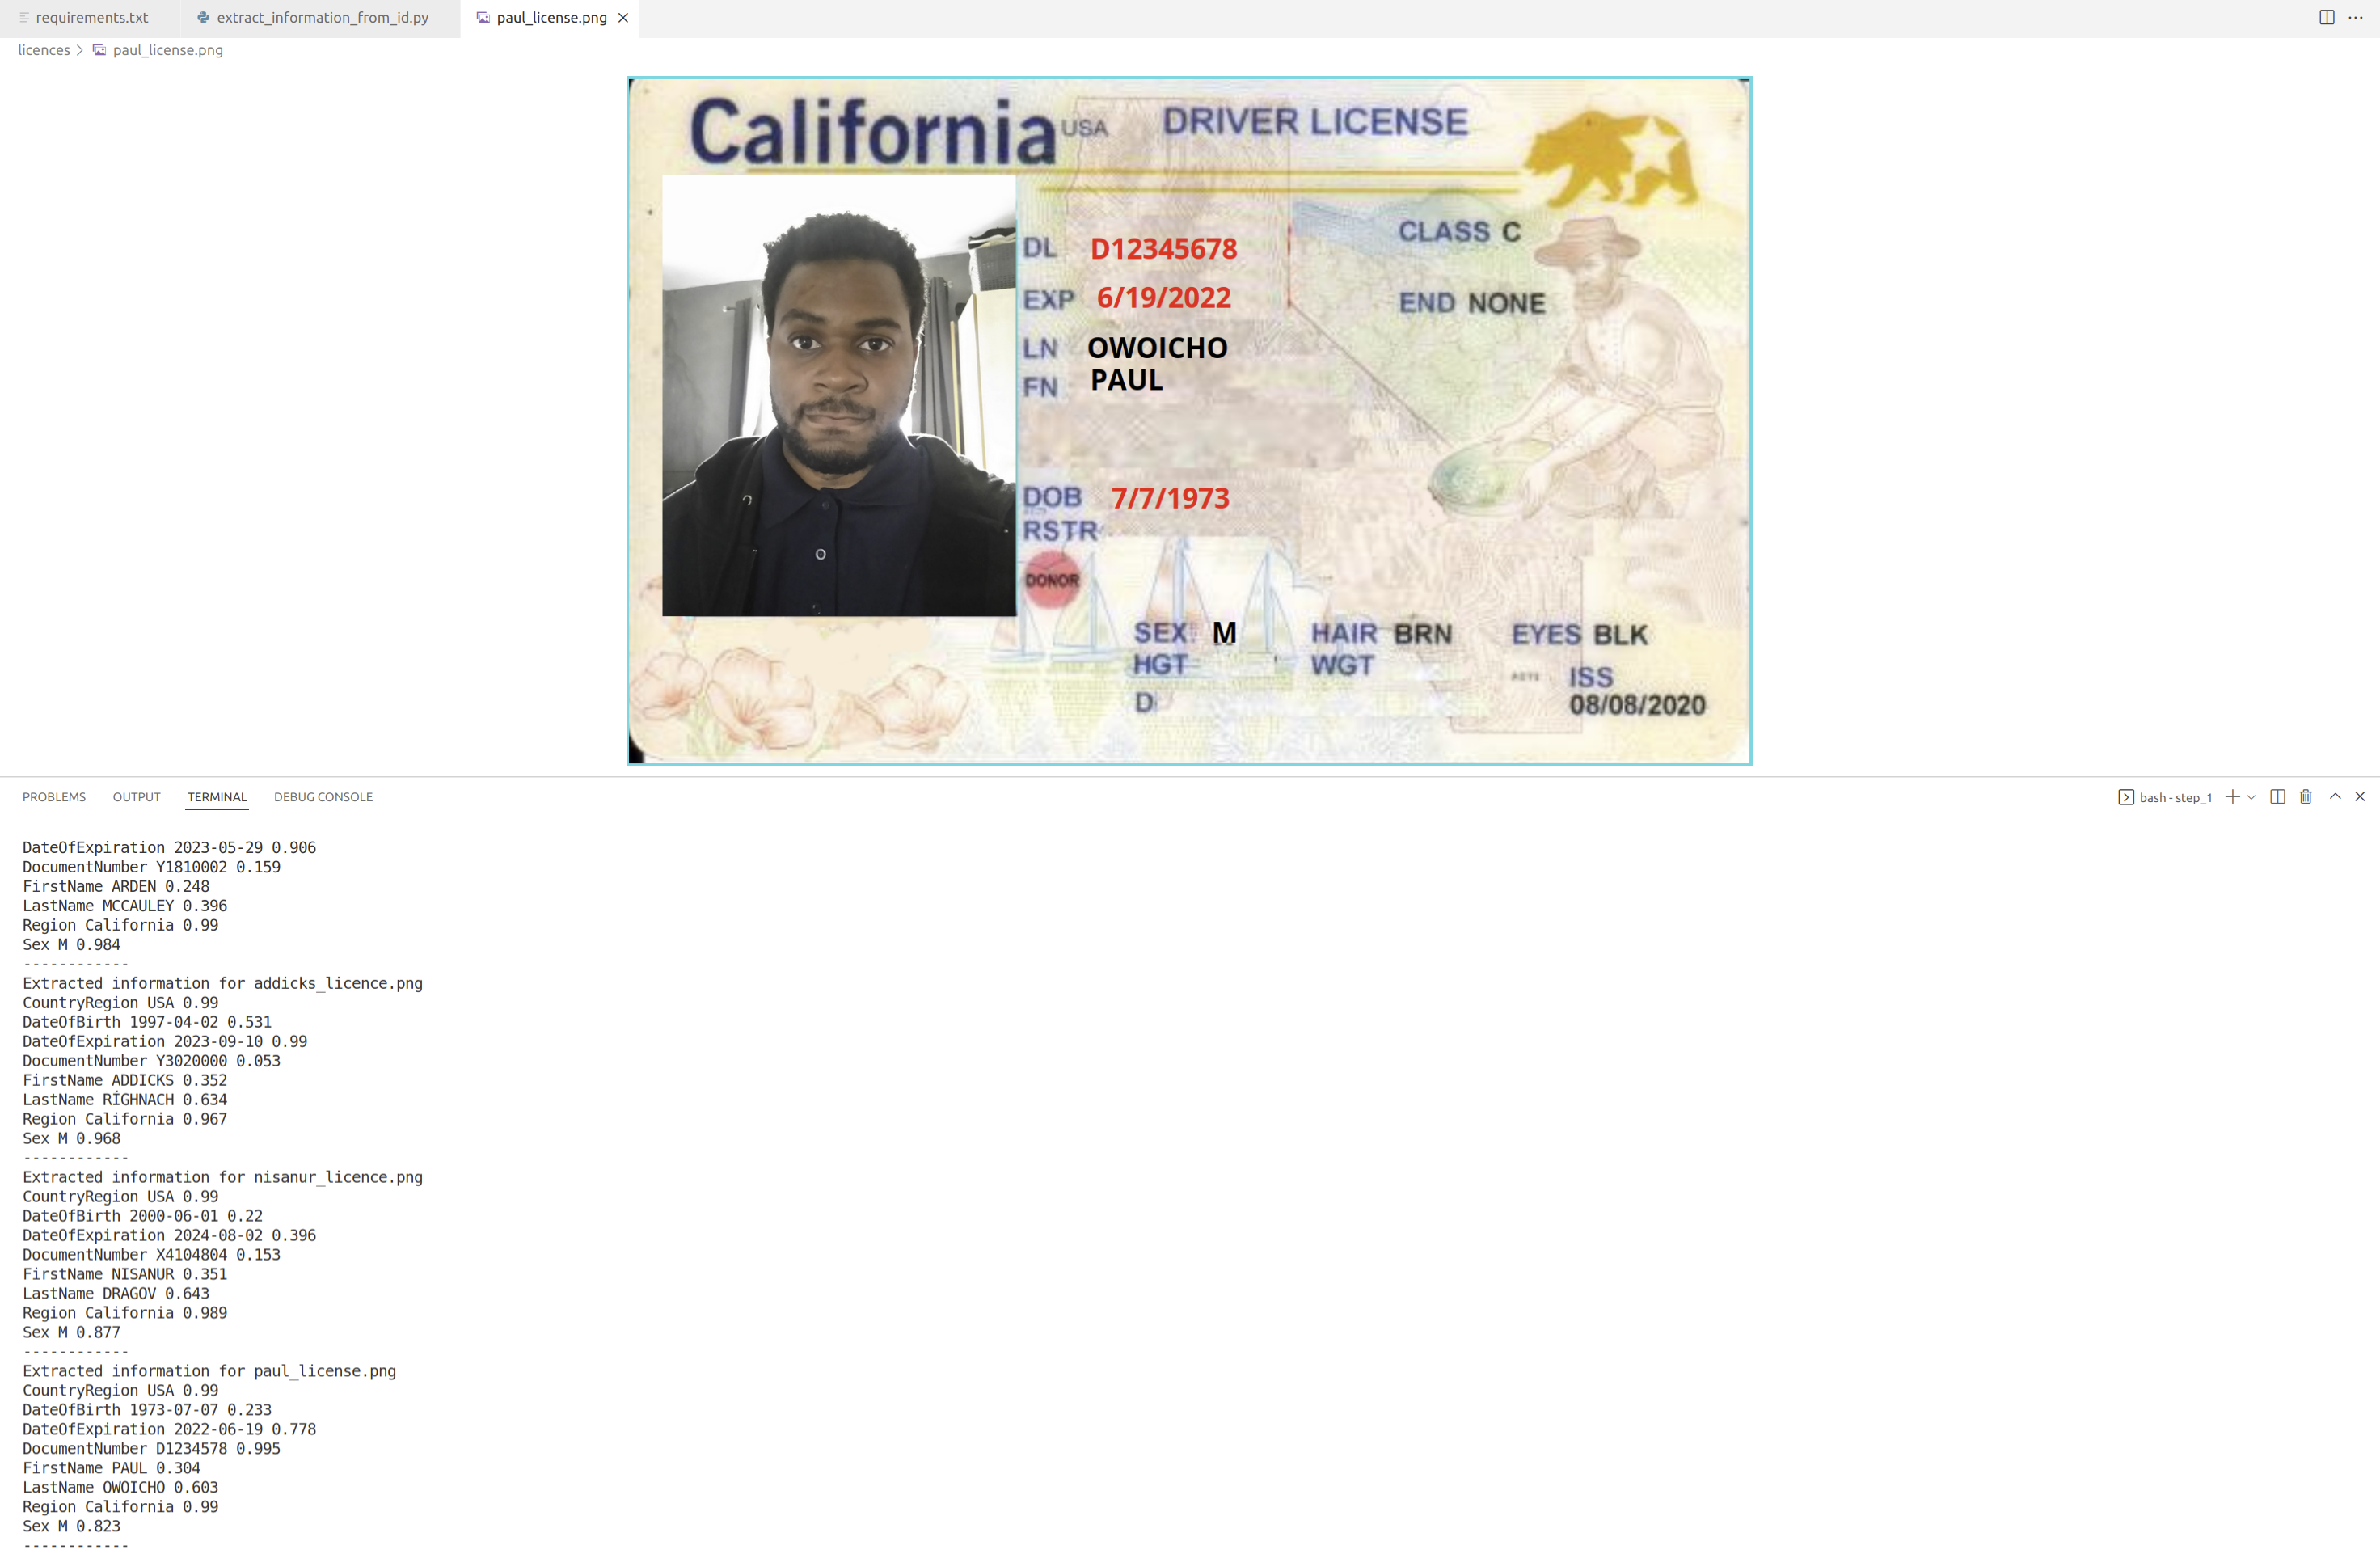 requirements.txt extract_information_from_id.py paul_license.png
licences > paul_license.png
California USA DRIVER LICENSE
DL D12345678
CLASS C
EXP 6/19/2022
END NONE
LN OWOICHO
FN PAUL
DOB 7/7/1973
RSTR
DONOR
SEX M HAIR BRN EYES BLK
HGT WGT
ISS
D
08/08/2020
PROBLEMS OUTPUT TERMINAL DEBUG CONSOLE bash - step_1
DateOfExpiration 2023-05-29 0.906
DocumentNumber Y1810002 0.159
FirstName ARDEN 0.248
LastName MCCAULEY 0.396
Region California 0.99
Sex M 0.984
------------
Extracted information for addicks_licence.png
CountryRegion USA 0.99
DateOfBirth 1997-04-02 0.531
DateOfExpiration 2023-09-10 0.99
DocumentNumber Y3020000 0.053
FirstName ADDICKS 0.352
LastName RÍGHNACH 0.634
Region California 0.967
Sex M 0.968
------------
Extracted information for nisanur_licence.png
CountryRegion USA 0.99
DateOfBirth 2000-06-01 0.22
DateOfExpiration 2024-08-02 0.396
DocumentNumber X4104804 0.153
FirstName NISANUR 0.351
LastName DRAGOV 0.643
Region California 0.989
Sex M 0.877
------------
Extracted information for paul_license.png
CountryRegion USA 0.99
DateOfBirth 1973-07-07 0.233
DateOfExpiration 2022-06-19 0.778
DocumentNumber D1234578 0.995
FirstName PAUL 0.304
LastName OWOICHO 0.603
Region California 0.99
Sex M 0.823
------------